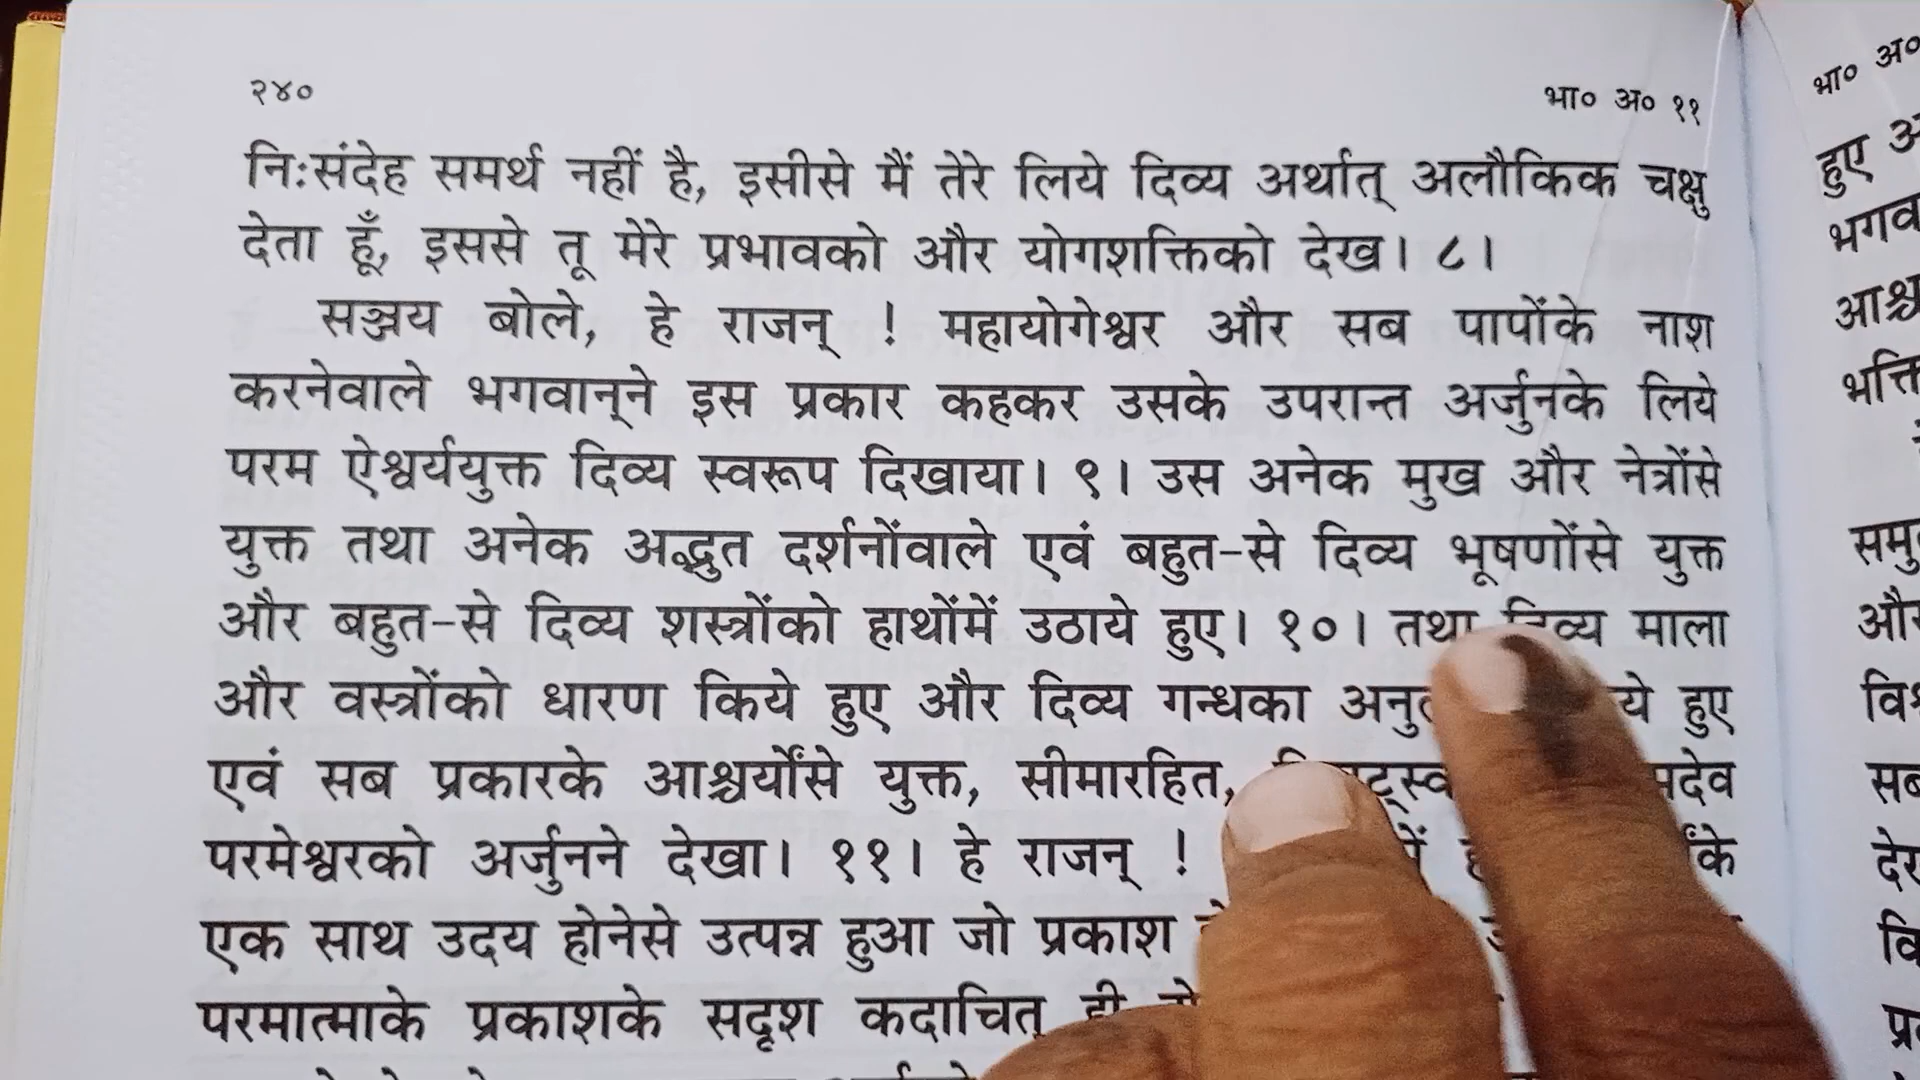 २४०
भा० अ० ११
निःसंदेह समर्थ नहीं है, इसीसे मैं तेरे लिये दिव्य अर्थात् अलौकिक चक्षु
देता हूँ, इससे तू मेरे प्रभावको और योगशक्तिको देख। ८।
सञ्जय बोले, हे राजन् ! महायोगेश्वर और सब पापोंके नाश
करनेवाले भगवान्‌ने इस प्रकार कहकर उसके उपरान्त अर्जुनके लिये
परम ऐश्वर्ययुक्त दिव्य स्वरूप दिखाया। ९। उस अनेक मुख और नेत्रोंसे
युक्त तथा अनेक अद्भुत दर्शनोंवाले एवं बहुत-से दिव्य भूषणोंसे युक्त
और बहुत-से दिव्य शस्त्रोंको हाथोंमें उठाये हुए। १०। तथा दिव्य माला
और वस्त्रोंको धारण किये हुए और दिव्य गन्धका हुए
एवं सब प्रकारके आश्चर्योंसे युक्त, सीमारहित,
परमेश्वरको अर्जुनने देखा। ११। हे राजन् !
एक साथ उदय होनेसे उत्पन्न हुआ जो प्रकाश
परमात्माके प्रकाशके सदृश कदाचित् ही
भा० अ०
हुए